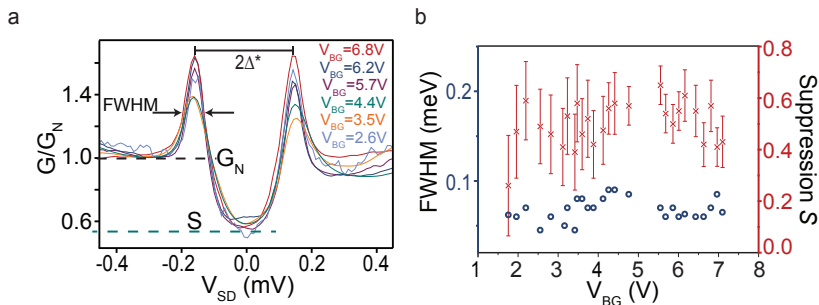 a
2Δ*
V_BG=6.8V
V_BG=6.2V
V_BG=5.7V
V_BG=4.4V
V_BG=3.5V
V_BG=2.6V
FWHM
G_N
S
G/G_N
1.4
1.0
0.6
-0.4
-0.2
0.0
0.2
0.4
V_SD (mV)
b
FWHM (meV)
0.2
0.1
1
2
3
4
5
6
7
8
V_BG (V)
0.8
0.6
0.4
0.2
0.0
Suppression S